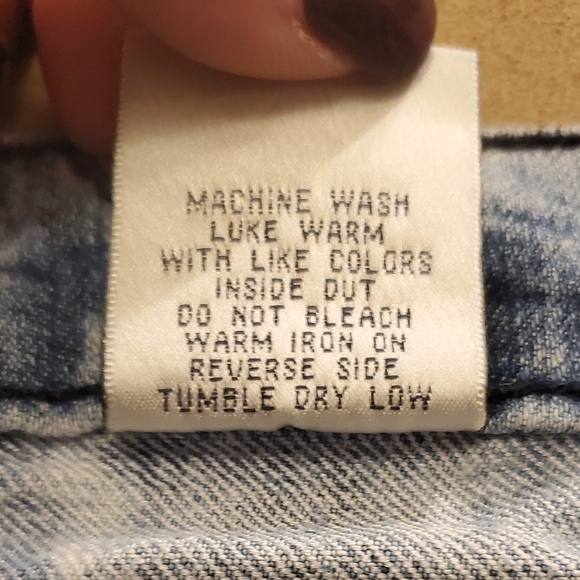 MACHINE WASH
LUKE WARM
WITH LIKE COLORS
INSIDE OUT
DO NOT BLEACH
WARM IRON ON
REVERSE SIDE
TUMBLE DRY LOW